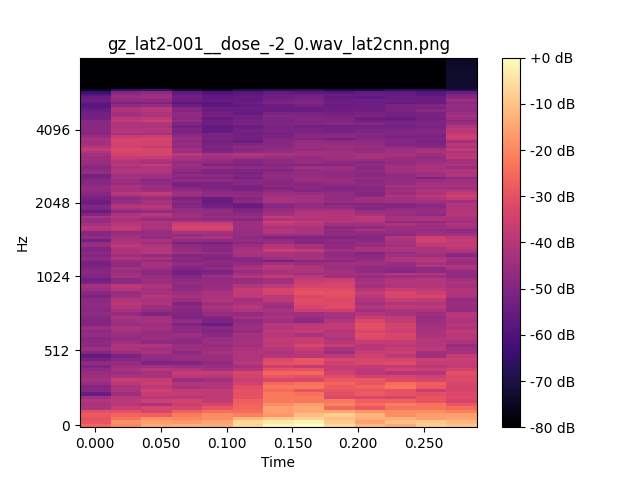 gz_lat2-001__dose_-2_0.wav_lat2cnn.png
Hz
4096
2048
1024
512
0
0.000 0.050 0.100 0.150 0.200 0.250
Time
+0 dB
-10 dB
-20 dB
-30 dB
-40 dB
-50 dB
-60 dB
-70 dB
-80 dB